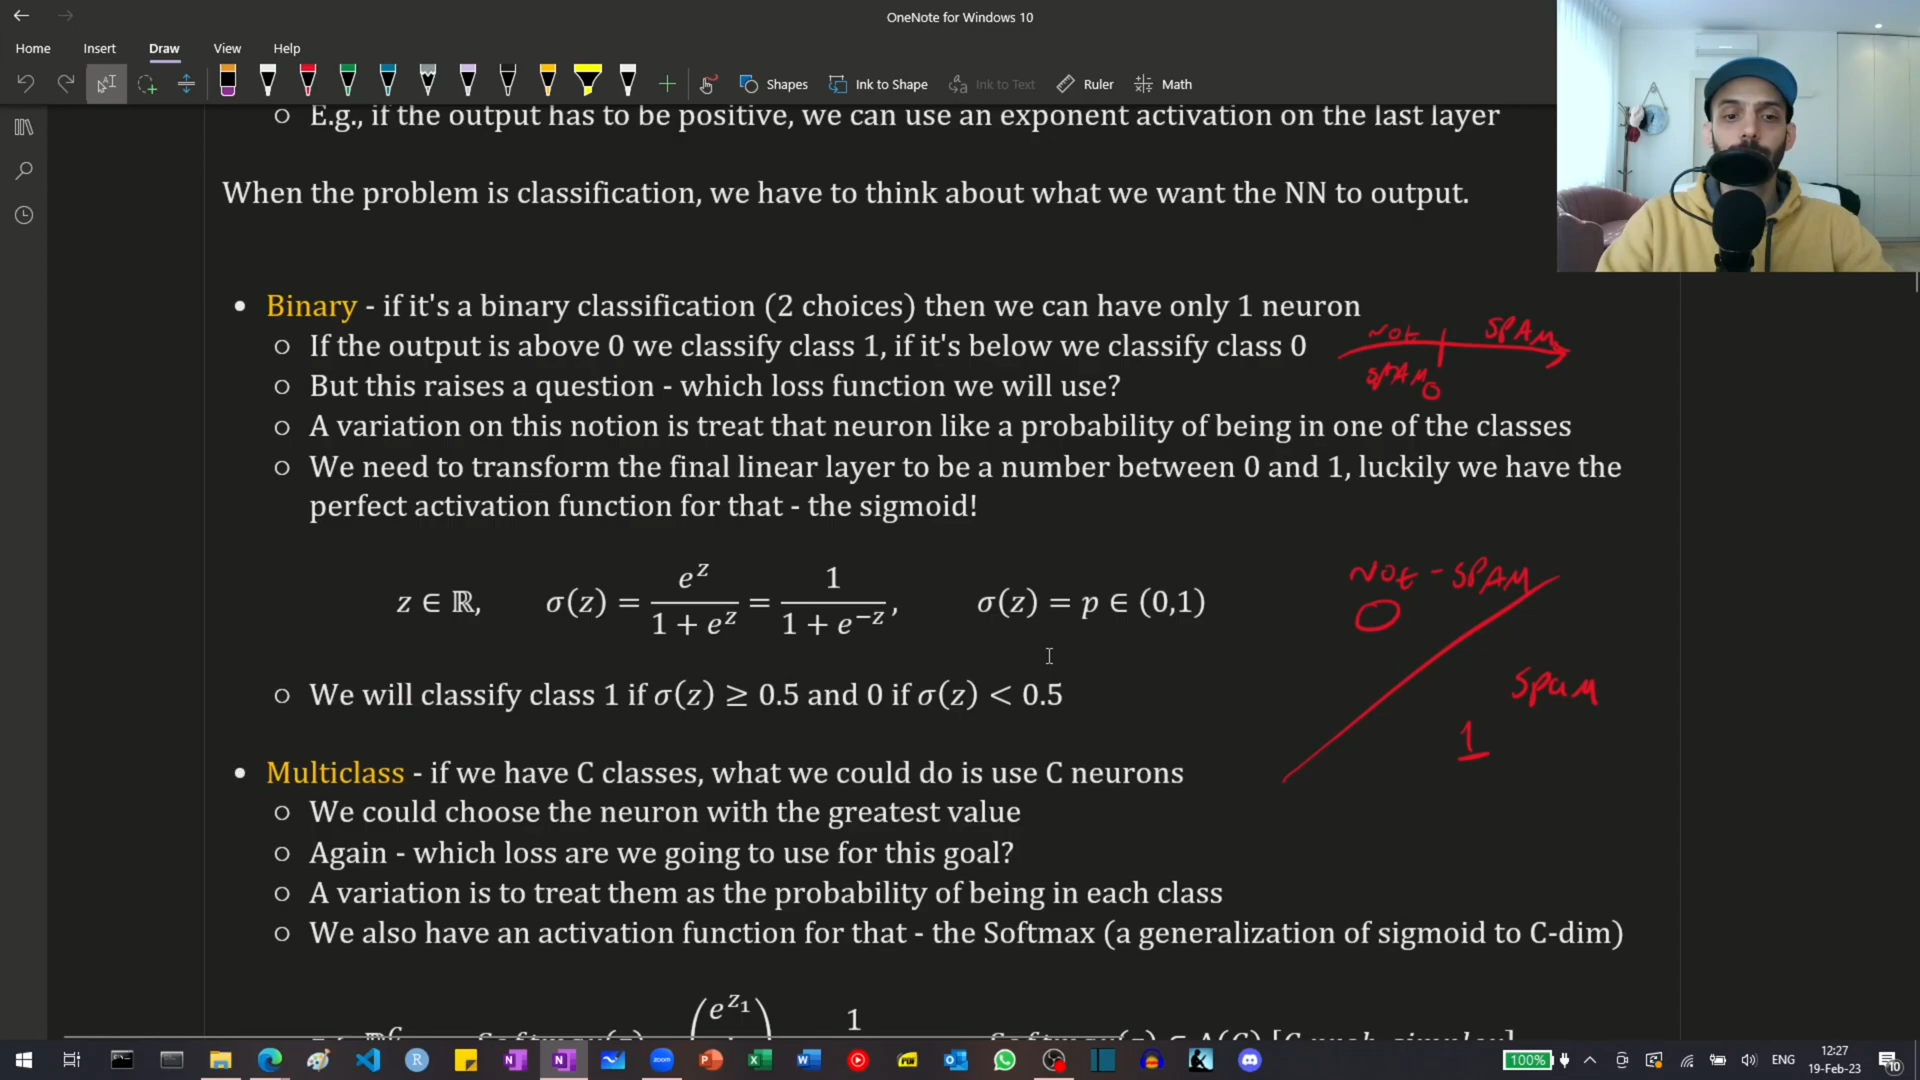 OneNote for Windows 10
Home Insert Draw View Help
Shapes Ink to Shape Ink to Text Ruler Math
○ E.g., if the output has to be positive, we can use an exponent activation on the last layer
When the problem is classification, we have to think about what we want the NN to output.
• Binary - if it's a binary classification (2 choices) then we can have only 1 neuron
○ If the output is above 0 we classify class 1, if it's below we classify class 0
NOT SPAM
SPAM 0
○ But this raises a question - which loss function we will use?
○ A variation on this notion is treat that neuron like a probability of being in one of the classes
○ We need to transform the final linear layer to be a number between 0 and 1, luckily we have the
perfect activation function for that - the sigmoid!
z ∈ ℝ, σ(z) = e^z / (1 + e^z) = 1 / (1 + e^−z), σ(z) = p ∈ (0,1)
NOT - SPAM
0
SPAM
1
○ We will classify class 1 if σ(z) ≥ 0.5 and 0 if σ(z) < 0.5
• Multiclass - if we have C classes, what we could do is use C neurons
○ We could choose the neuron with the greatest value
○ Again - which loss are we going to use for this goal?
○ A variation is to treat them as the probability of being in each class
○ We also have an activation function for that - the Softmax (a generalization of sigmoid to C-dim)
e^z₁ 1
100% ENG 12:27
19-Feb-23
10